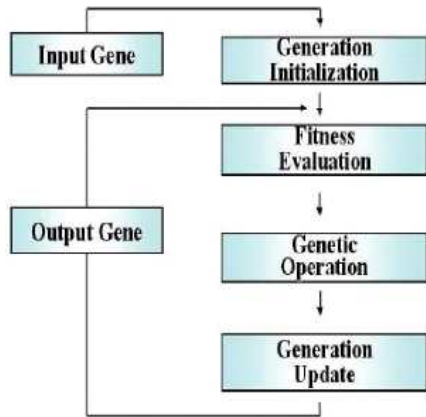 Input Gene
Generation
Initialization
Fitness
Evaluation
Output Gene
Genetic
Operation
Generation
Update